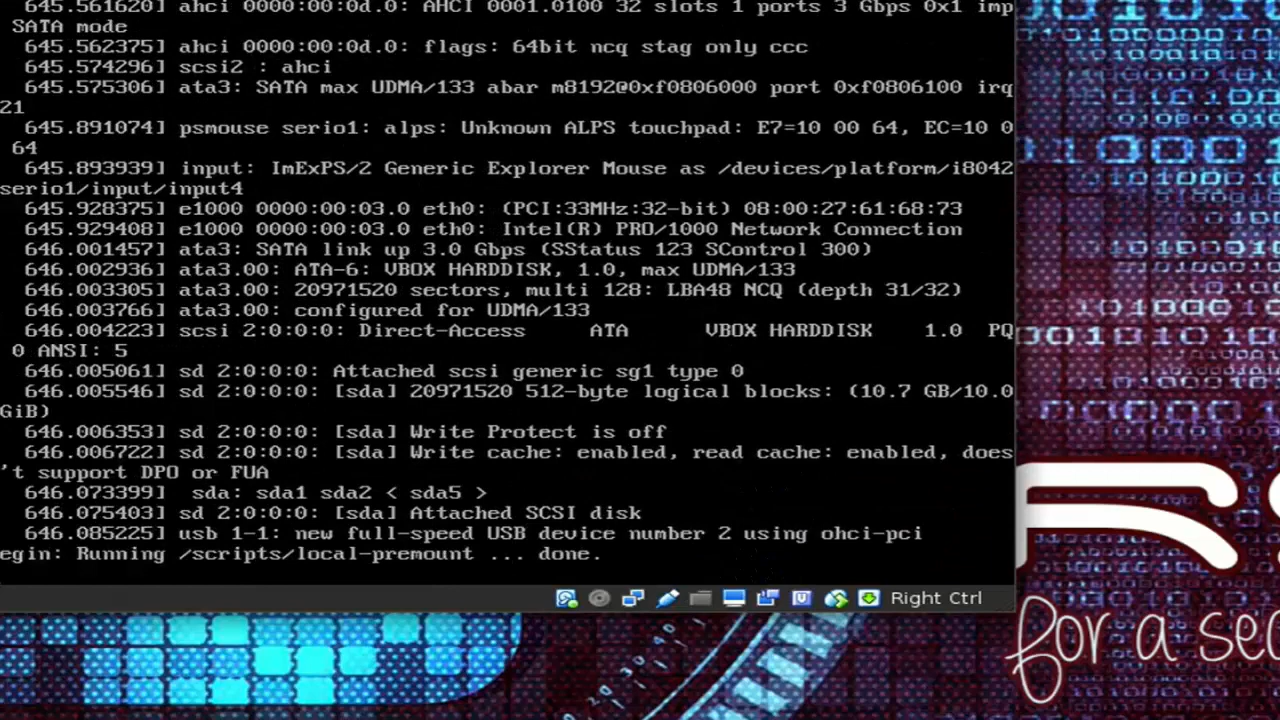 645.561620] ahci 0000:00:0d.0: AHCI 0001.0100 32 slots 1 ports 3 Gbps 0x1 imp
SATA mode
645.562375] ahci 0000:00:0d.0: flags: 64bit ncq stag only ccc
645.574296] scsi2 : ahci
645.575306] ata3: SATA max UDMA/133 abar m8192@0xf0806000 port 0xf0806100 irq
21
645.891074] psmouse serio1: alps: Unknown ALPS touchpad: E7=10 00 64, EC=10 0
64
645.893939] input: ImExPS/2 Generic Explorer Mouse as /devices/platform/i8042
serio1/input/input4
645.928375] e1000 0000:00:03.0 eth0: (PCI:33MHz:32-bit) 08:00:27:61:68:73
645.929408] e1000 0000:00:03.0 eth0: Intel(R) PRO/1000 Network Connection
646.001457] ata3: SATA link up 3.0 Gbps (SStatus 123 SControl 300)
646.002936] ata3.00: ATA-6: VBOX HARDDISK, 1.0, max UDMA/133
646.003305] ata3.00: 20971520 sectors, multi 128: LBA48 NCQ (depth 31/32)
646.003766] ata3.00: configured for UDMA/133
646.004223] scsi 2:0:0:0: Direct-Access ATA VBOX HARDDISK 1.0 PQ
0 ANSI: 5
646.005061] sd 2:0:0:0: Attached scsi generic sg1 type 0
646.005546] sd 2:0:0:0: [sda] 20971520 512-byte logical blocks: (10.7 GB/10.0
GiB)
646.006353] sd 2:0:0:0: [sda] Write Protect is off
646.006722] sd 2:0:0:0: [sda] Write cache: enabled, read cache: enabled, does
't support DPO or FUA
646.073399] sda: sda1 sda2 < sda5 >
646.075403] sd 2:0:0:0: [sda] Attached SCSI disk
646.085225] usb 1-1: new full-speed USB device number 2 using ohci-pci
egin: Running /scripts/local-premount ... done.
Right Ctrl
for a sec